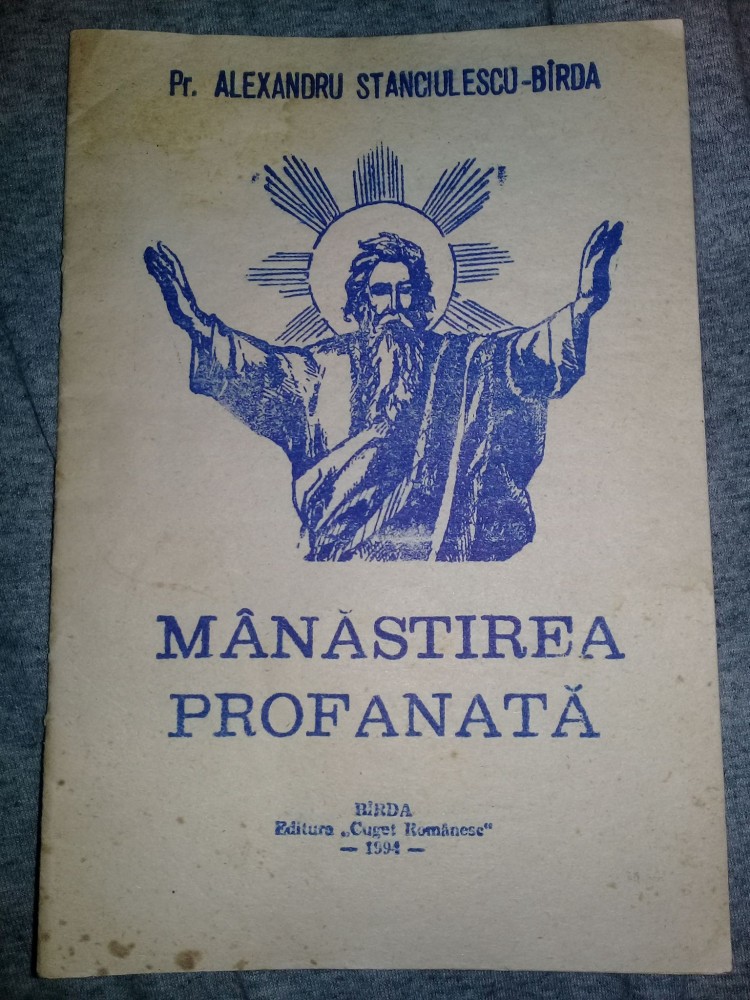 Pr. ALEXANDRU STANCIULESCU-BÎRDA
MÂNĂSTIREA
PROFANATĂ
BÎRDA
Editura „Cuget Românesc“
— 1994 —